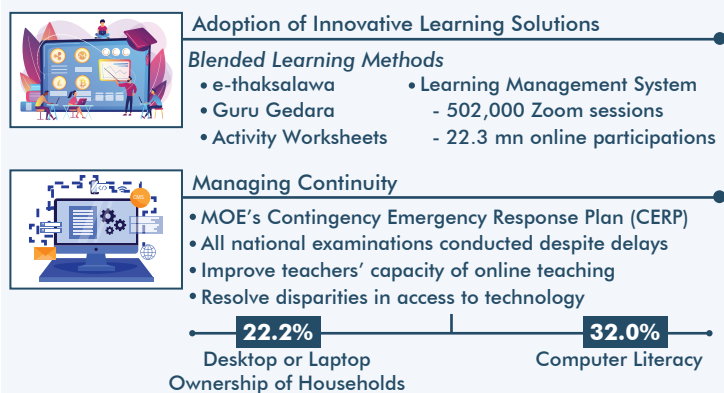 Adoption of Innovative Learning Solutions
Blended Learning Methods
• e-thaksalawa
• Guru Gedara
• Activity Worksheets
• Learning Management System
- 502,000 Zoom sessions
- 22.3 mn online participations
Managing Continuity
• MOE's Contingency Emergency Response Plan (CERP)
• All national examinations conducted despite delays
• Improve teachers' capacity of online teaching
• Resolve disparities in access to technology
22.2%
Desktop or Laptop
Ownership of Households
32.0%
Computer Literacy